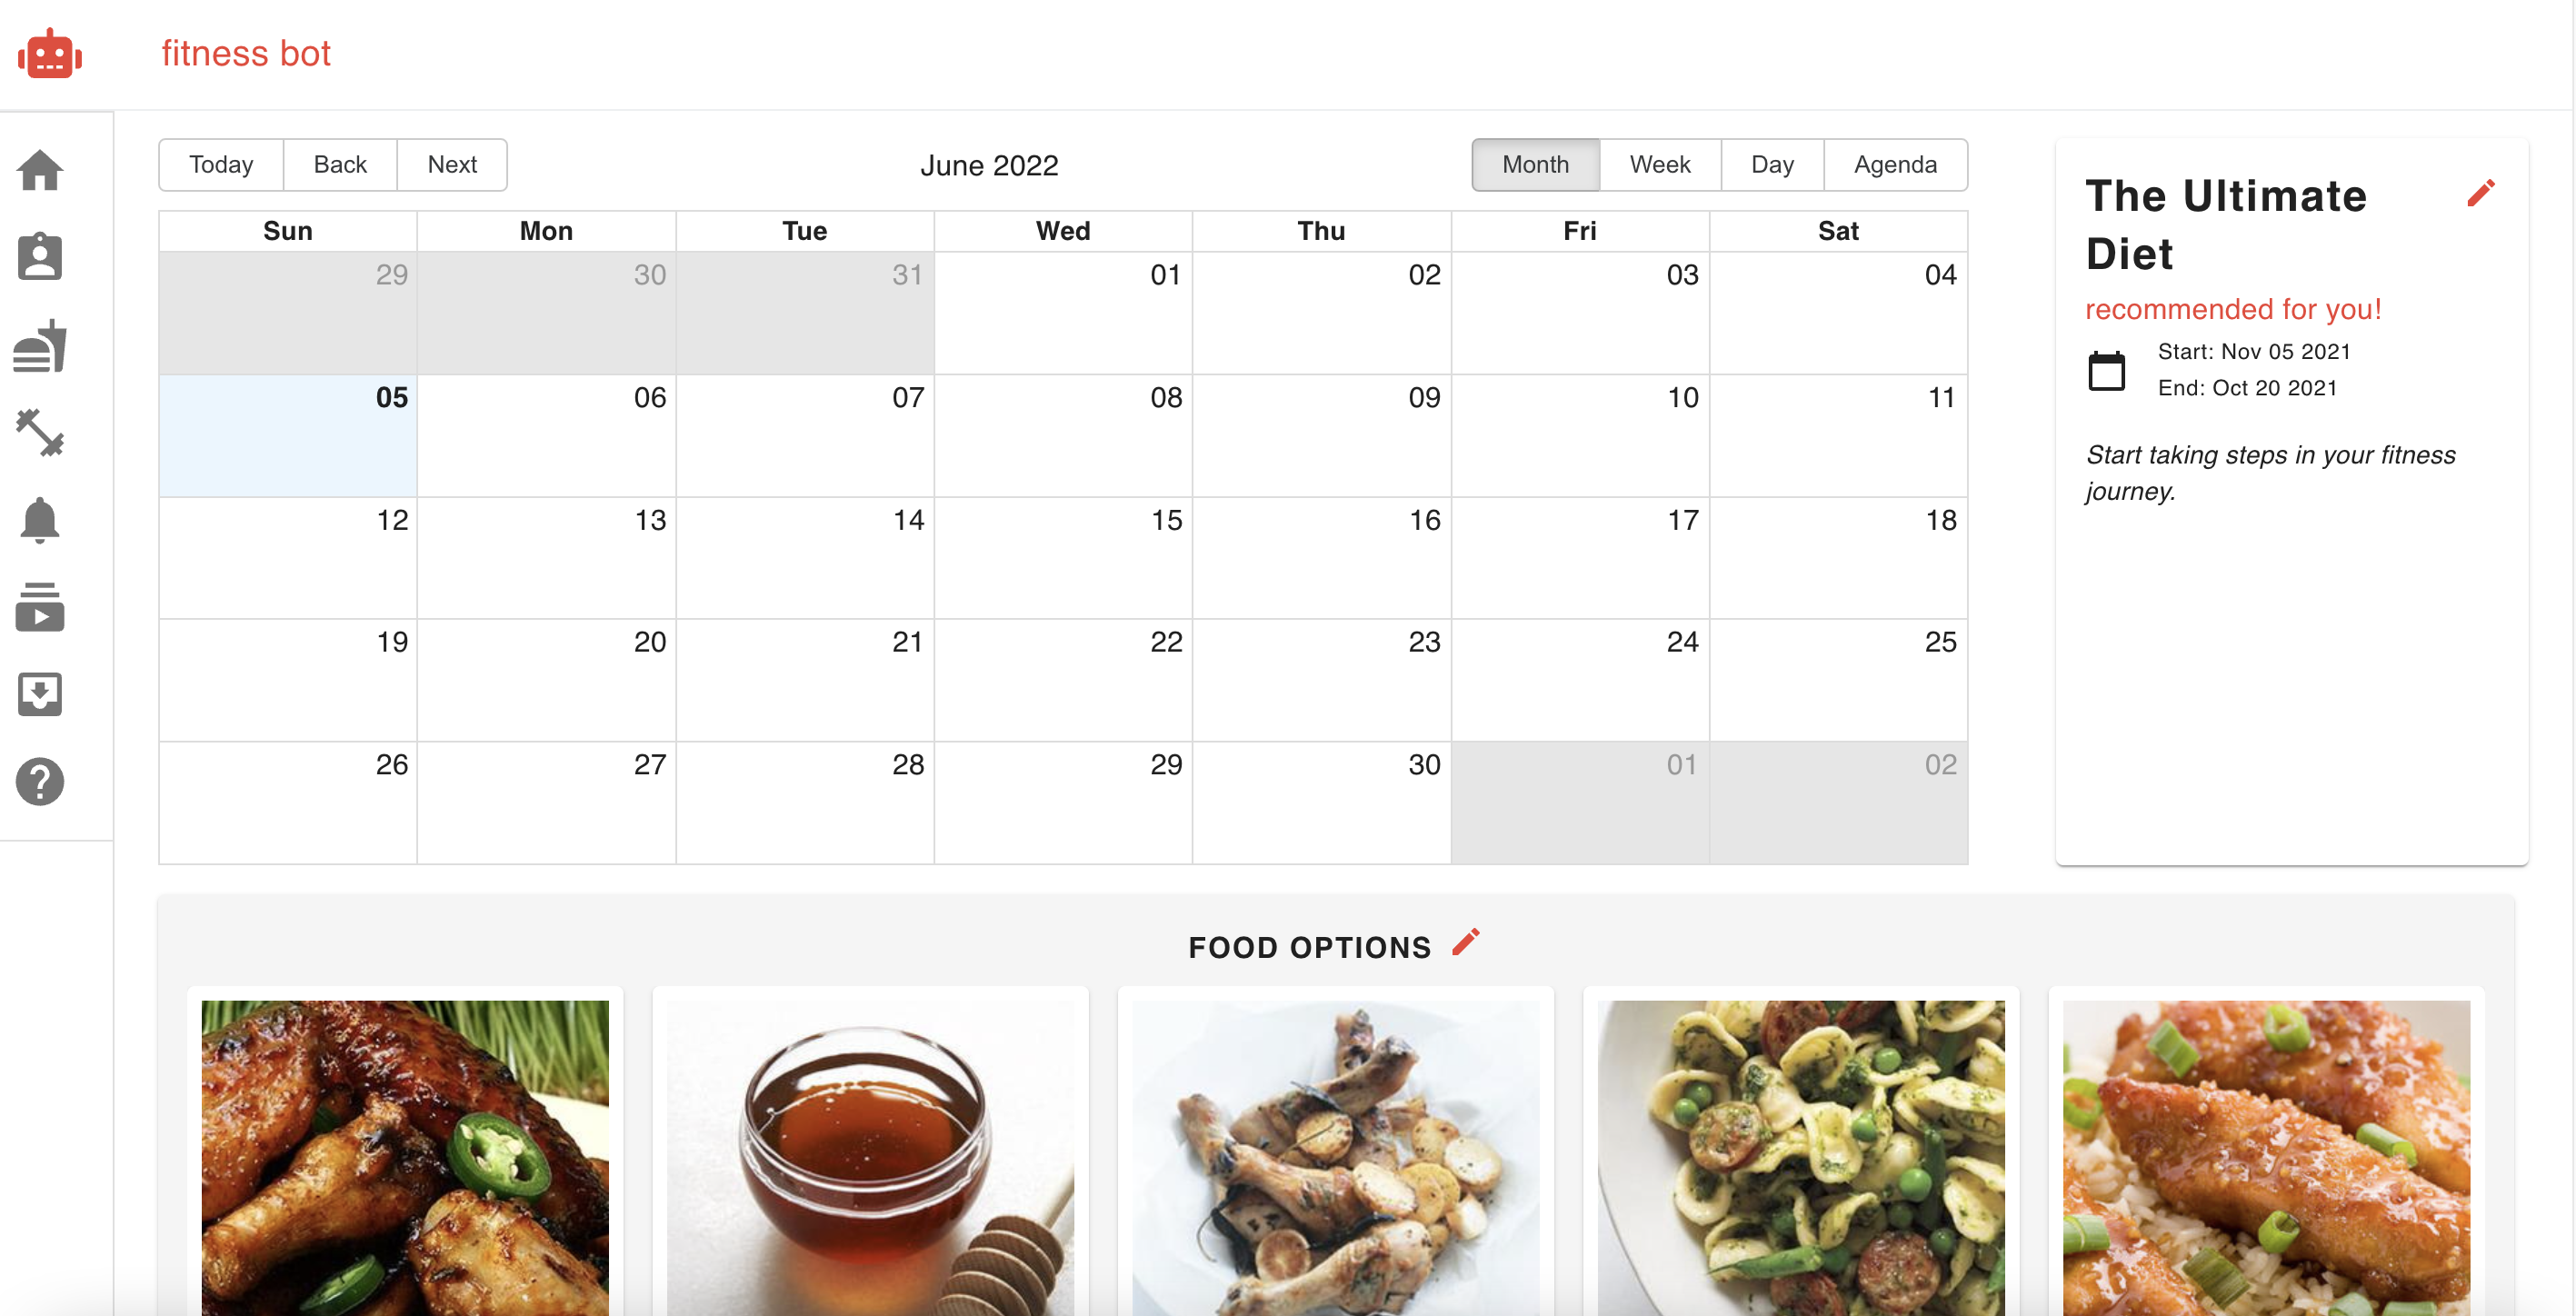 fitness bot
Today Back Next June 2022 Month Week Day Agenda
Sun Mon Tue Wed Thu Fri Sat
29 30 31 01 02 03 04
05 06 07 08 09 10 11
12 13 14 15 16 17 18
19 20 21 22 23 24 25
26 27 28 29 30 01 02
The Ultimate
Diet
recommended for you!
Start: Nov 05 2021
End: Oct 20 2021
Start taking steps in your fitness
journey.
FOOD OPTIONS